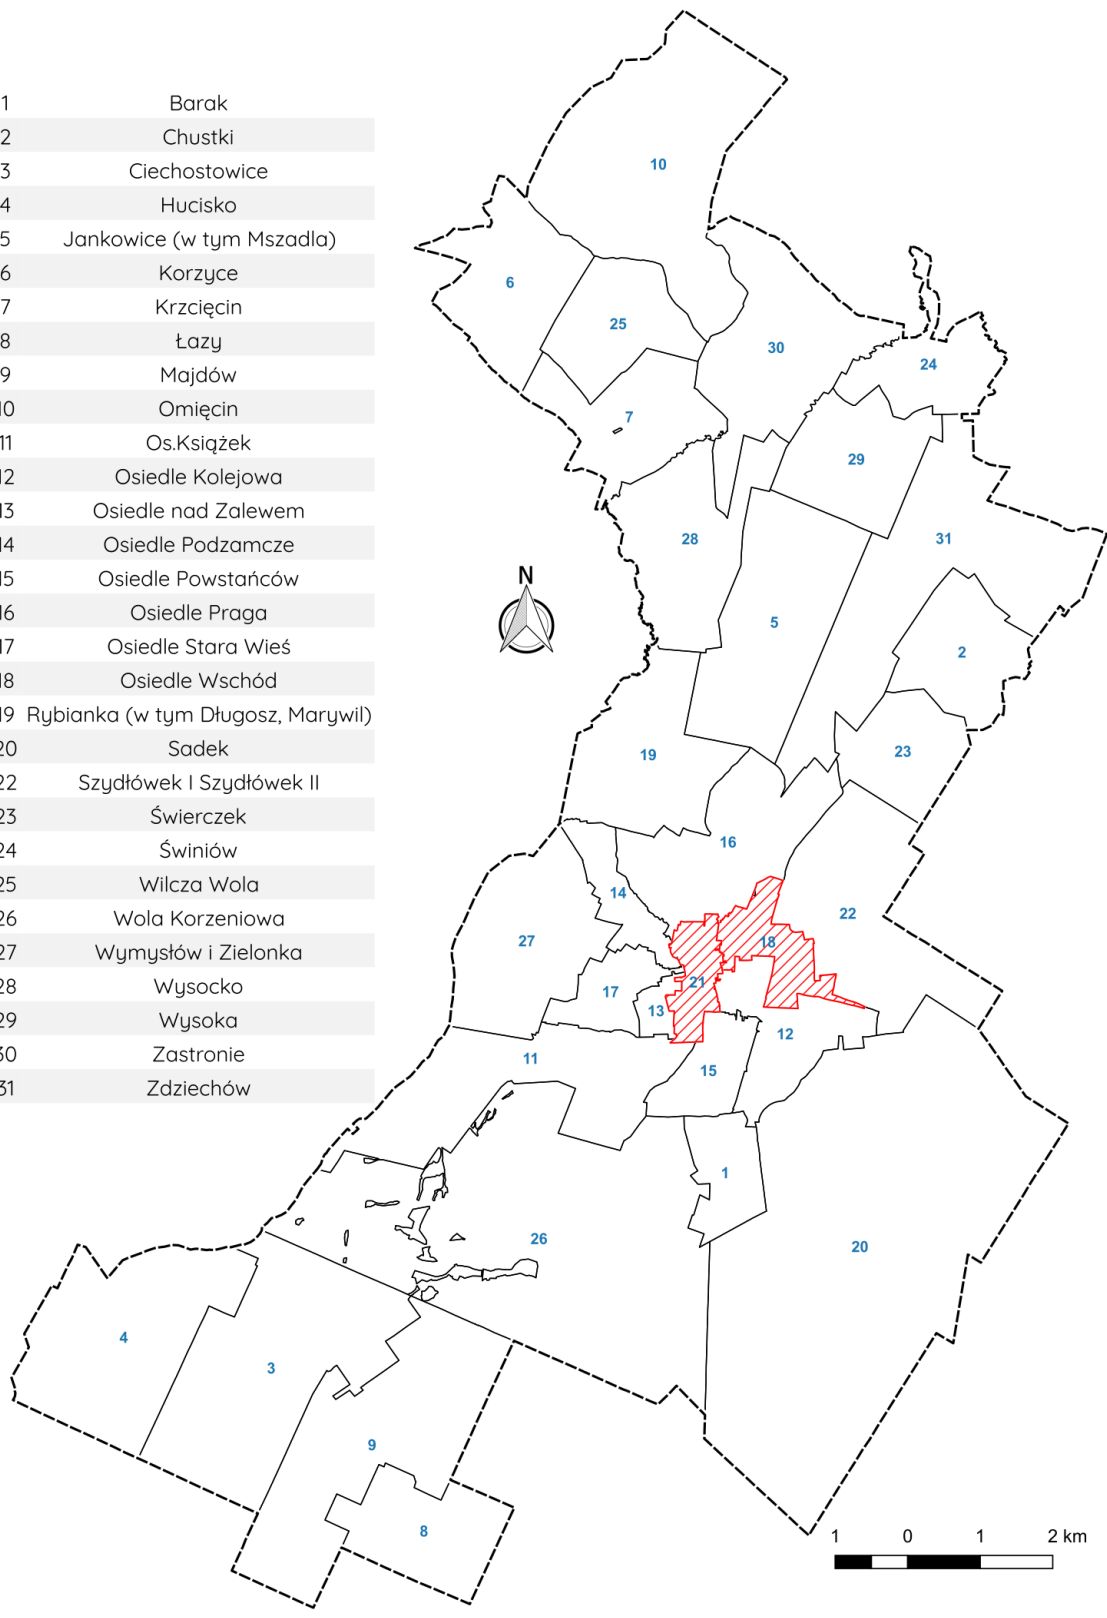 1 Barak
2 Chustki
3 Ciechostowice
4 Hucisko
5 Jankowice (w tym Mszadla)
6 Korzyce
7 Krzcięcin
8 Łazy
9 Majdów
10 Omięcin
11 Os.Książek
12 Osiedle Kolejowa
13 Osiedle nad Zalewem
14 Osiedle Podzamcze
15 Osiedle Powstańców
16 Osiedle Praga
17 Osiedle Stara Wieś
18 Osiedle Wschód
19 Rybianka (w tym Długosz, Marywil)
20 Sadek
22 Szydłówek I Szydłówek II
23 Świerczek
24 Świniów
25 Wilcza Wola
26 Wola Korzeniowa
27 Wymysłów i Zielonka
28 Wysocko
29 Wysoka
30 Zastronie
31 Zdziechów
10
6
25
30
24
7
29
28
31
N
5
2
19
23
16
14
22
27
18
21
17
13
12
11
15
1
26
20
4
3
9
8
1 0 1 2 km